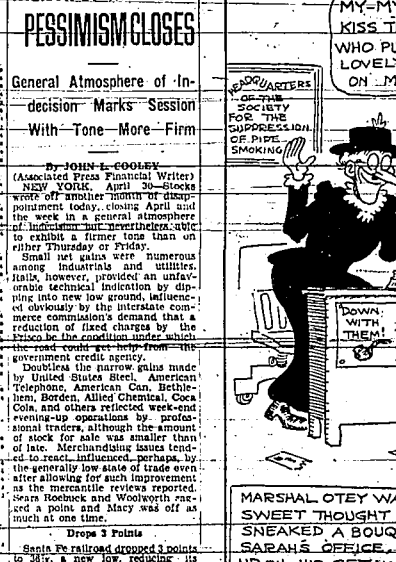 PESSIMISM CLOSES
General Atmosphere of In-
decision Marks Session
With Tone More Firm
By JOHN L. COOLEY
(Associated Press Financial Writer)
NEW YORK, April 30—Stocks
wrote off another month of disap-
pointment today, closing April and
the week in a general atmosphere
of indecision but nevertheless able
to exhibit a firmer tone than on
either Thursday or Friday.
Small net gains were numerous
among industrials and utilities.
Rails, however, provided an unfav-
orable technical indication by dip-
ping into new low ground, influenc-
ed obviously by the interstate com-
merce commission's demand that a
reduction of fixed charges by the
Frisco be the condition under which
the road could get help from the
government credit agency.
Doubtless the narrow gains made
by United States Steel, American
Telephone, American Can, Bethle-
hem, Borden, Allied Chemical, Coca
Cola, and others reflected week-end
evening-up operations by profes-
sional traders, although the amount
of stock for sale was smaller than
of late. Merchandising issues tend-
ed to react, influenced, perhaps, by
the generally low state of trade even
after allowing for such improvement
as the mercantile reviews reported.
Sears Roebuck and Woolworth sag-
ged a point and Macy was off as
much at one time.
Drops 3 Points
Santa Fe railroad dropped 3 points
to a new low, reducing its
MY-MY
KISS T
WHO PU
LOVELY
ON M
HEADQUARTERS
OF THE
SOCIETY
FOR THE
SUPPRESSION
OF PIPE
SMOKING
DOWN
WITH
THEM!
MARSHAL OTEY WA
SWEET THOUGHT
SNEAKED A BOUQ
SARAH'S OFFICE,